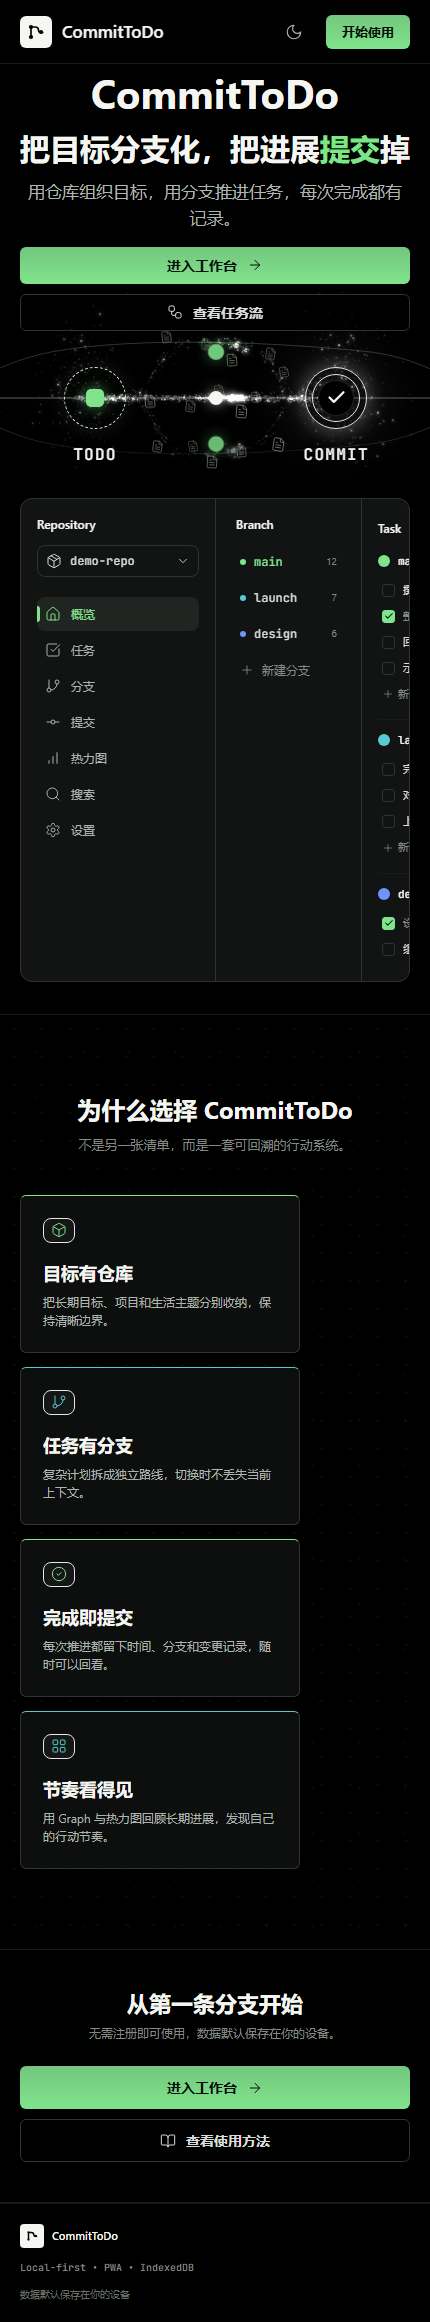 CommitToDo
开始使用
CommitToDo
把目标分支化，把进展提交掉
用仓库组织目标，用分支推进任务，每次完成都有
记录。
进入工作台
查看任务流
TODO
COMMIT
Repository
demo-repo
概览
任务
分支
提交
热力图
搜索
设置
Branch
main 12
launch 7
design 6
新建分支
Task
ma
回
示
新
la
完
对
上
新
de
设
为什么选择 CommitToDo
不是另一张清单，而是一套可回溯的行动系统。
目标有仓库
把长期目标、项目和生活主题分别收纳，保
持清晰边界。
任务有分支
复杂计划拆成独立路线，切换时不丢失当前
上下文。
完成即提交
每次推进都留下时间、分支和变更记录，随
时可以回看。
节奏看得见
用 Graph 与热力图回顾长期进展，发现自己
的行动节奏。
从第一条分支开始
无需注册即可使用，数据默认保存在你的设备。
进入工作台
查看使用方法
CommitToDo
Local-first • PWA • IndexedDB
数据默认保存在你的设备